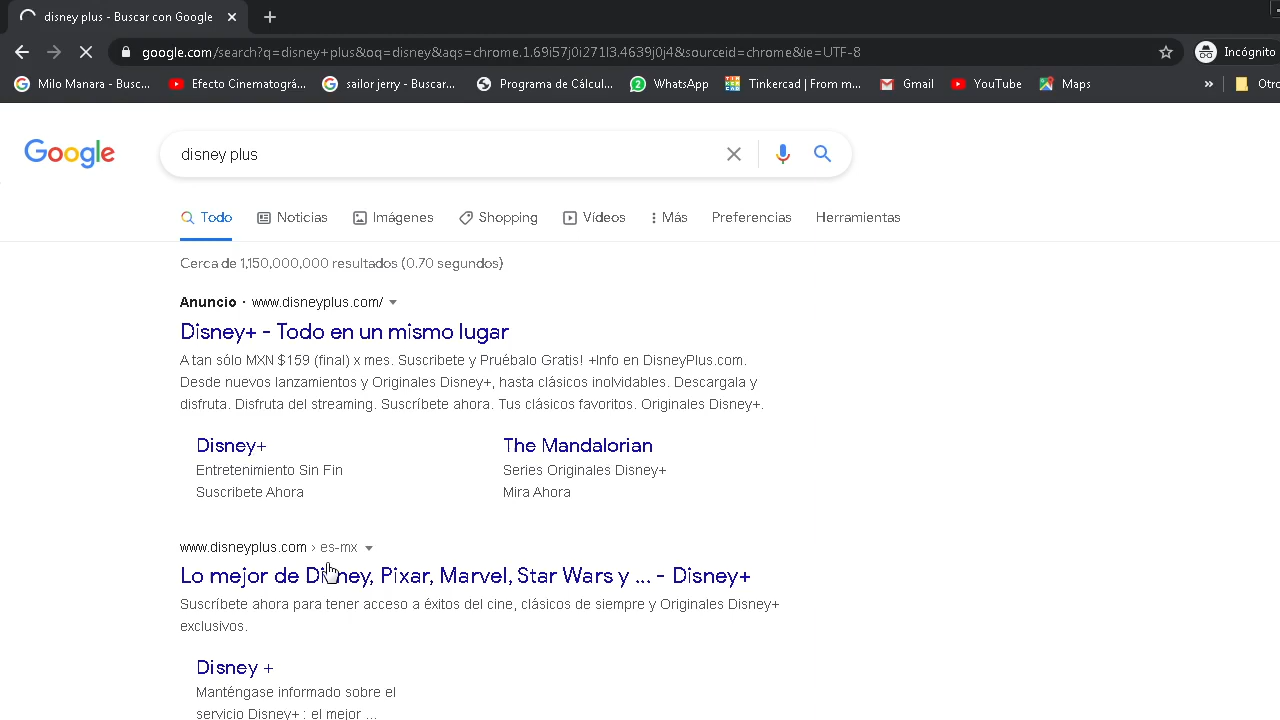 disney plus - Buscar con Google
google.com/search?q=disney+plus&oq=disney&aqs=chrome.1.69i57j0i271l3.4639j0j4&sourceid=chrome&ie=UTF-8
Incógnito
Milo Manara - Busc... Efecto Cinematográ... sailor jerry - Buscar... Programa de Cálcul... WhatsApp Tinkercad | From m... Gmail YouTube Maps » Otro
Google
disney plus
Todo Noticias Imágenes Shopping Vídeos Más Preferencias Herramientas
Cerca de 1,150,000,000 resultados (0.70 segundos)
Anuncio · www.disneyplus.com/
Disney+ - Todo en un mismo lugar
A tan sólo MXN $159 (final) x mes. Suscribete y Pruébalo Gratis! +Info en DisneyPlus.com.
Desde nuevos lanzamientos y Originales Disney+, hasta clásicos inolvidables. Descargala y
disfruta. Disfruta del streaming. Suscríbete ahora. Tus clásicos favoritos. Originales Disney+.
Disney+
Entretenimiento Sin Fin
Suscribete Ahora
The Mandalorian
Series Originales Disney+
Mira Ahora
www.disneyplus.com › es-mx
Lo mejor de Disney, Pixar, Marvel, Star Wars y ... - Disney+
Suscríbete ahora para tener acceso a éxitos del cine, clásicos de siempre y Originales Disney+
exclusivos.
Disney +
Manténgase informado sobre el
servicio Disney+ : el mejor ...